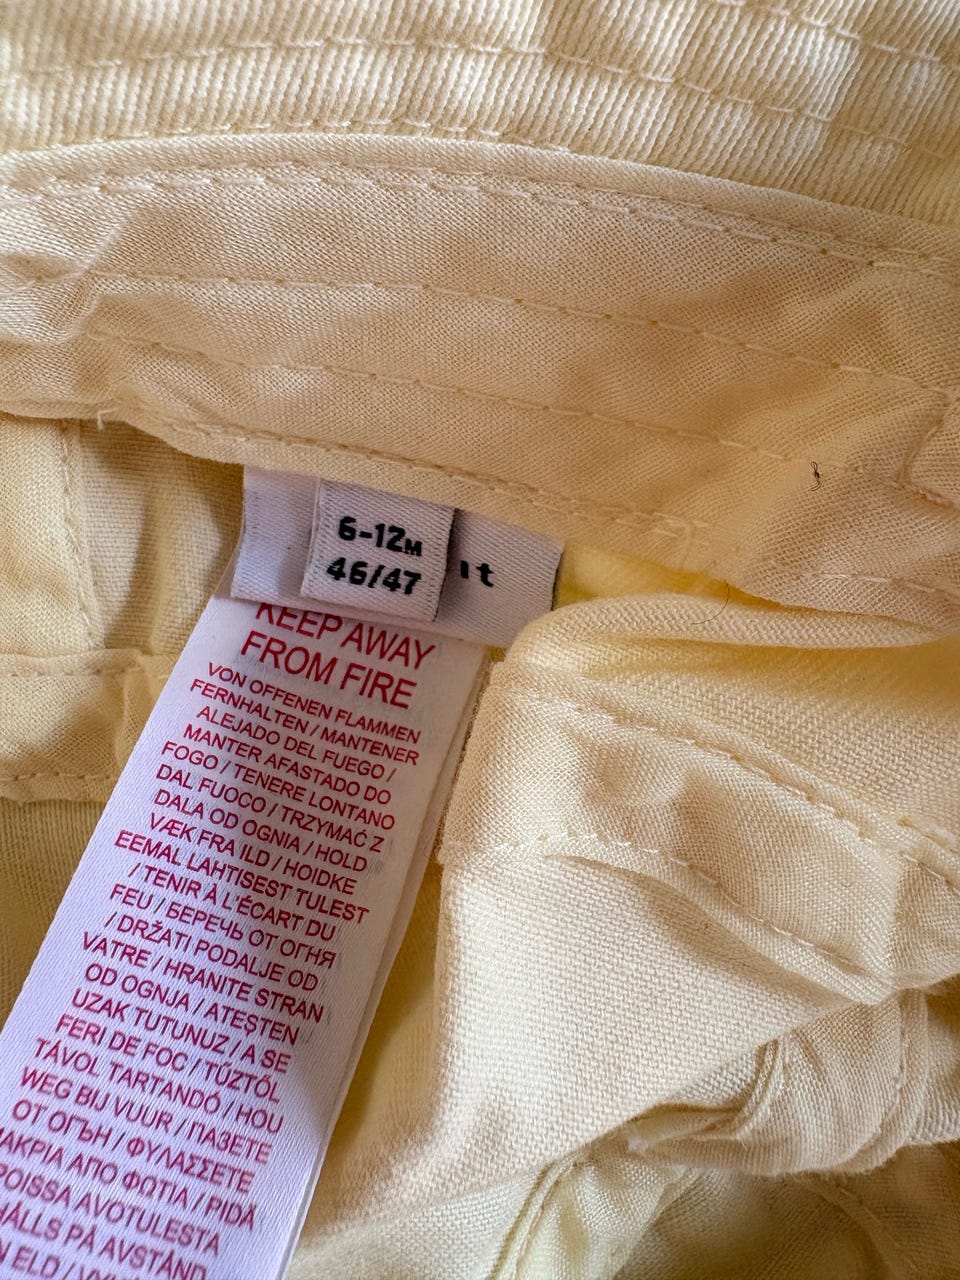 6-12M
46/47
KEEP AWAY
FROM FIRE
VON OFFENEN FLAMMEN
FERNHALTEN / MANTENER
ALEJADO DEL FUEGO /
MANTER AFASTADO DO
FOGO / TENERE LONTANO
DAL FUOCO / TRZYMAĆ Z
DALA OD OGNIA / HOLD
VÆK FRA ILD / HOIDKE
EEMAL LAHTISEST TULEST
/ TENIR À L'ÉCART DU
FEU / БЕРЕЧЬ ОТ ОГНЯ
/ DRŽATI PODALJE OD
VATRE / HRANITE STRAN
OD OGNJA / ATEŞTEN
UZAK TUTUNUZ / A SE
FERI DE FOC / TŰZTŐL
TÁVOL TARTANDÓ / HOU
WEG BIJ VUUR / ПАЗЕТЕ
ОТ ОГЪН / ΦΥΛΑΣΣΕΤΕ
ΜΑΚΡΙΑ ΑΠΟ ΦΩΤΙΑ / PIDÄ
POISSA AVOTULESTA
HÅLLS PÅ AVSTÅND
ELD /